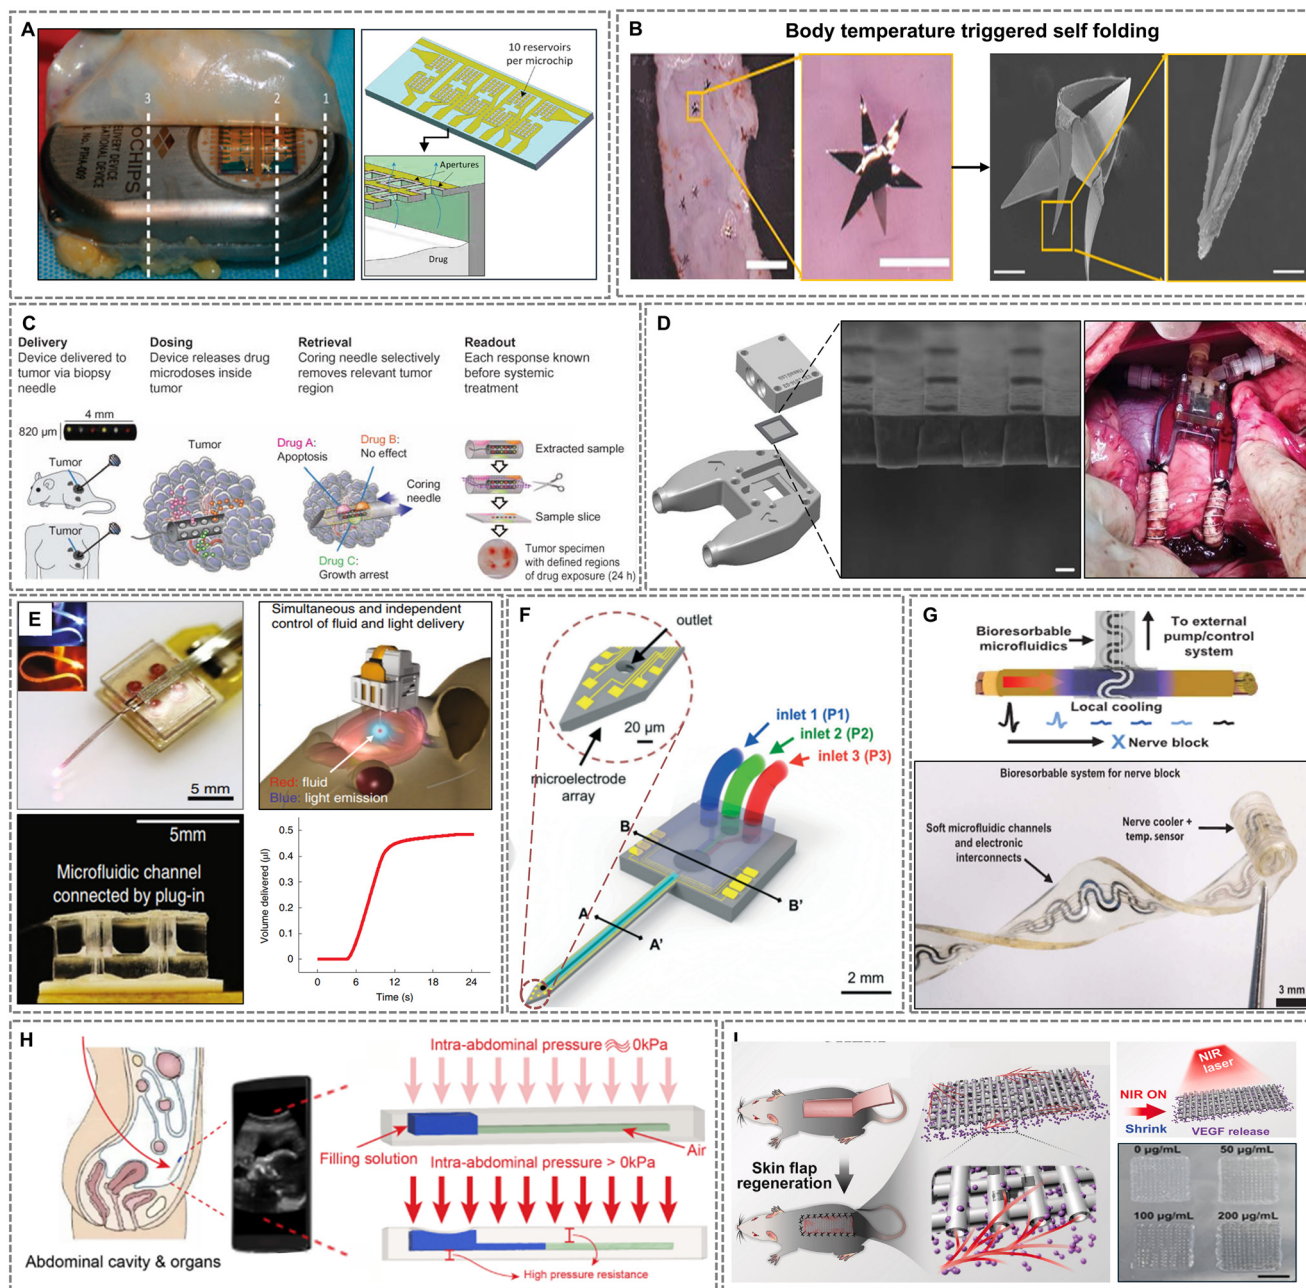 A
3
2
1
OCHIPS
10 reservoirs
per microchip
Apertures
Drug
B
Body temperature triggered self folding
C
Delivery
Device delivered to
tumor via biopsy
needle
4 mm
820 µm
Tumor
Tumor
Dosing
Device releases drug
microdoses inside
tumor
Tumor
Retrieval
Coring needle selectively
removes relevant tumor
region
Drug A:
Apoptosis
Drug B:
No effect
Coring
needle
Drug C:
Growth arrest
Readout
Each response known
before systemic
treatment
Extracted sample
Sample slice
Tumor specimen
with defined regions
of drug exposure (24 h)
D
E
5 mm
Simultaneous and independent
control of fluid and light delivery
Red: fluid
Blue: light emission
5mm
Microfluidic channel
connected by plug-in
Volume delivered (µl)
0.5
0.4
0.3
0.2
0.1
0
0
6
12
18
24
Time (s)
F
outlet
20 µm
microelectrode
array
inlet 1 (P1)
inlet 2 (P2)
inlet 3 (P3)
B
B'
A
A'
2 mm
G
Bioresorbable
microfluidics
To external
pump/control
system
Local cooling
X Nerve block
Bioresorbable system for nerve block
Soft microfluidic channels
and electronic
interconnects
Nerve cooler +
temp. sensor
3 mm
H
Abdominal cavity & organs
Intra-abdominal pressure ≈ 0kPa
Filling solution
Air
Intra-abdominal pressure > 0kPa
High pressure resistance
Skin flap
regeneration
NIR
laser
NIR ON
Shrink
VEGF release
0 µg/mL
50 µg/mL
100 µg/mL
200 µg/mL